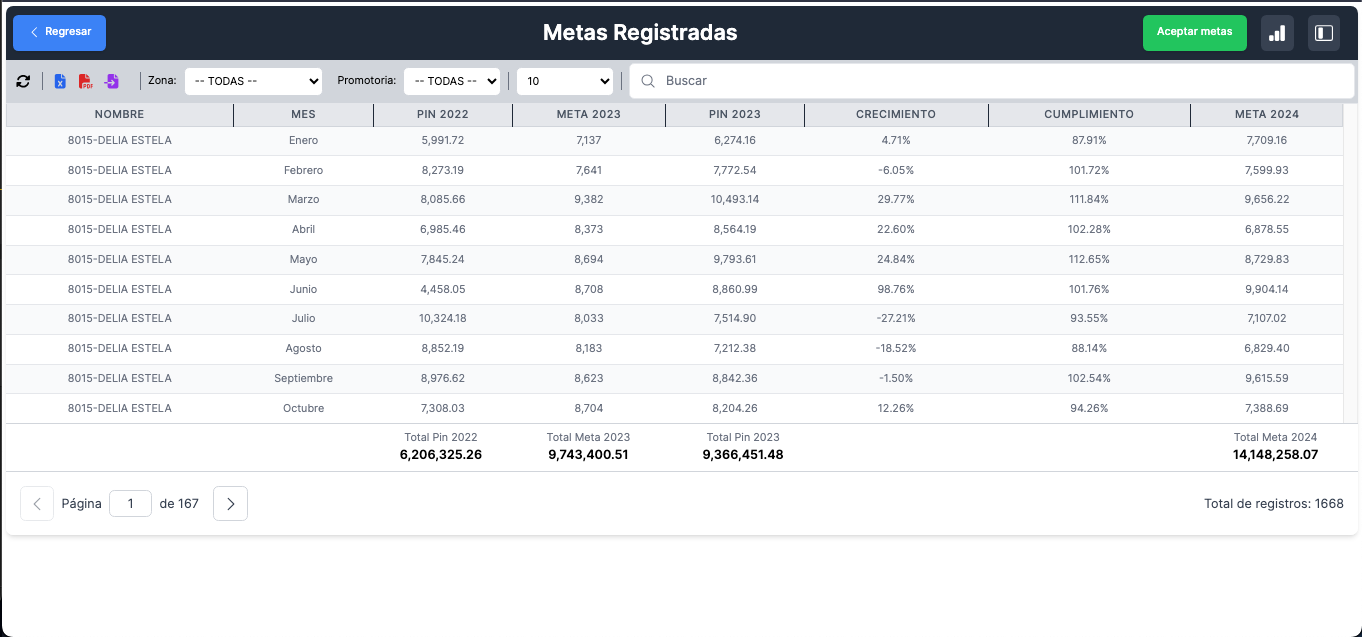 Regresar Metas Registradas Aceptar metas
Zona: -- TODAS -- Promotoria: -- TODAS -- 10 Buscar
NOMBRE MES PIN 2022 META 2023 PIN 2023 CRECIMIENTO CUMPLIMIENTO META 2024
8015-DELIA ESTELA Enero 5,991.72 7,137 6,274.16 4.71% 87.91% 7,709.16
8015-DELIA ESTELA Febrero 8,273.19 7,641 7,772.54 -6.05% 101.72% 7,599.93
8015-DELIA ESTELA Marzo 8,085.66 9,382 10,493.14 29.77% 111.84% 9,656.22
8015-DELIA ESTELA Abril 6,985.46 8,373 8,564.19 22.60% 102.28% 6,878.55
8015-DELIA ESTELA Mayo 7,845.24 8,694 9,793.61 24.84% 112.65% 8,729.83
8015-DELIA ESTELA Junio 4,458.05 8,708 8,860.99 98.76% 101.76% 9,904.14
8015-DELIA ESTELA Julio 10,324.18 8,033 7,514.90 -27.21% 93.55% 7,107.02
8015-DELIA ESTELA Agosto 8,852.19 8,183 7,212.38 -18.52% 88.14% 6,829.40
8015-DELIA ESTELA Septiembre 8,976.62 8,623 8,842.36 -1.50% 102.54% 9,615.59
8015-DELIA ESTELA Octubre 7,308.03 8,704 8,204.26 12.26% 94.26% 7,388.69
Total Pin 2022 Total Meta 2023 Total Pin 2023 Total Meta 2024
6,206,325.26 9,743,400.51 9,366,451.48 14,148,258.07
Página 1 de 167 Total de registros: 1668